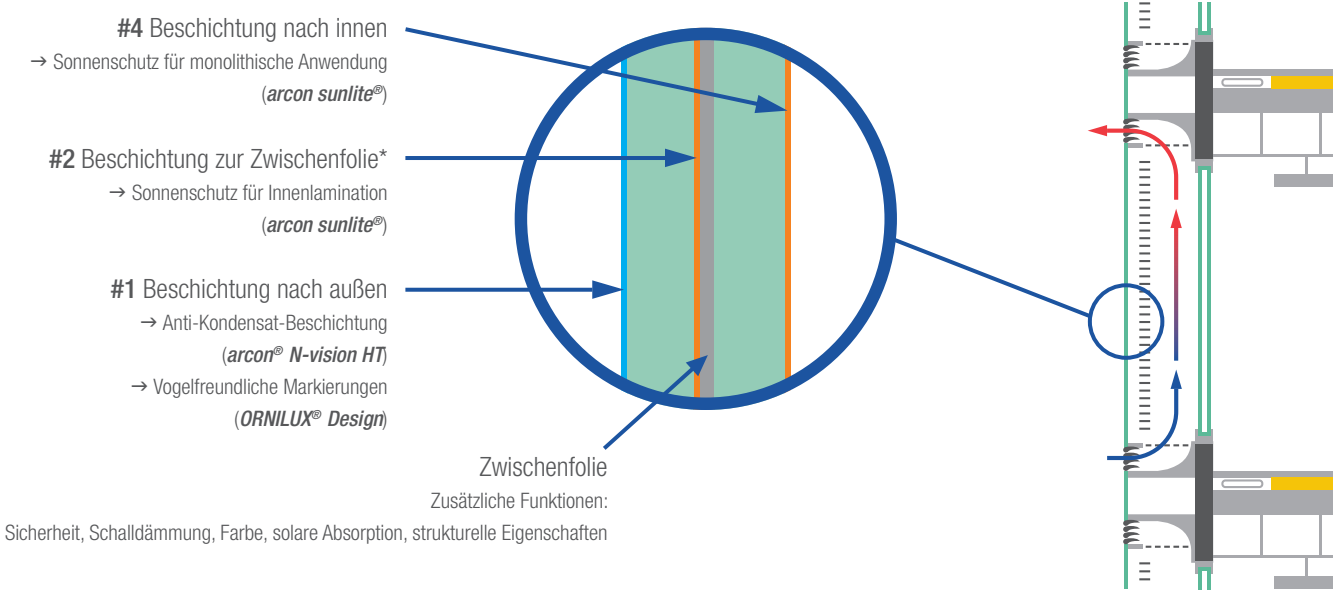 #4 Beschichtung nach innen
→ Sonnenschutz für monolithische Anwendung
(arcon sunlite®)
#2 Beschichtung zur Zwischenfolie*
→ Sonnenschutz für Innenlamination
(arcon sunlite®)
#1 Beschichtung nach außen
→ Anti-Kondensat-Beschichtung
(arcon® N-vision HT)
→ Vogelfreundliche Markierungen
(ORNILUX® Design)
Zwischenfolie
Zusätzliche Funktionen:
Sicherheit, Schalldämmung, Farbe, solare Absorption, strukturelle Eigenschaften